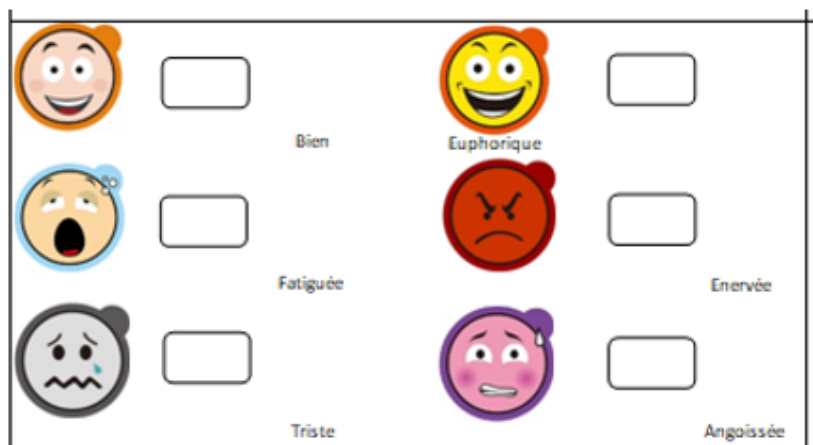 Bien
Euphorique
Fatiguée
Enervée
Triste
Angoissée